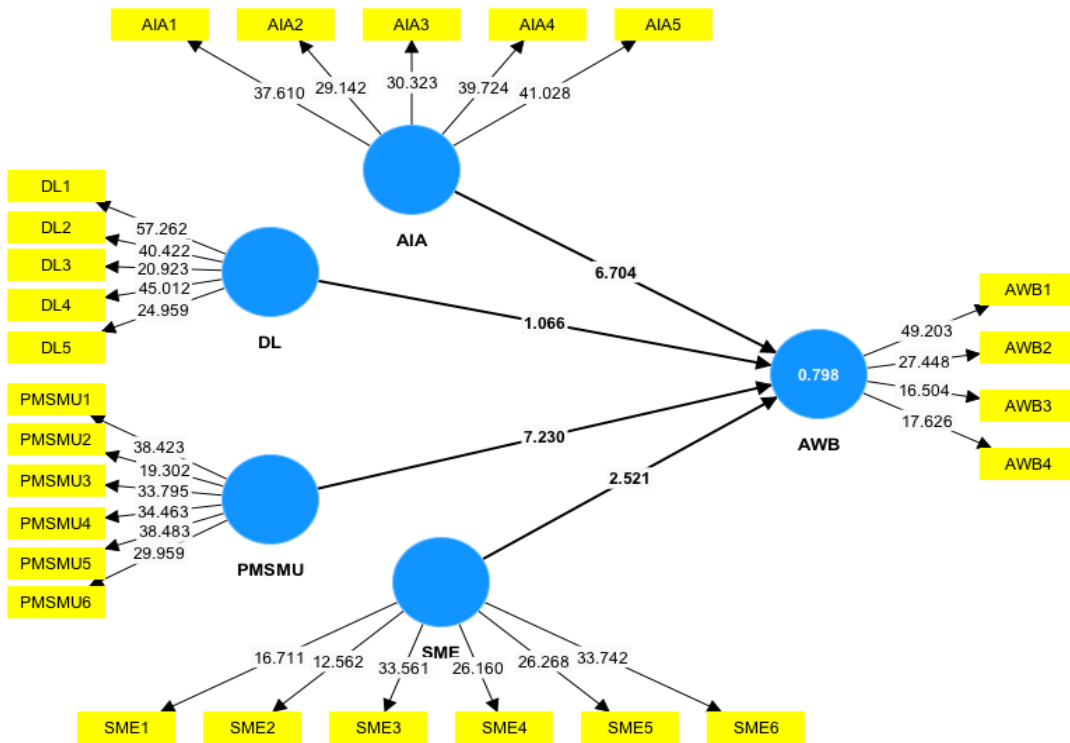 AIA1 AIA2 AIA3 AIA4 AIA5
37.610 29.142 30.323 39.724 41.028
AIA
DL1
DL2
DL3
DL4
DL5
57.262
40.422
20.923
45.012
24.959
DL
6.704
1.066
7.230
2.521
PMSMU1
PMSMU2
PMSMU3
PMSMU4
PMSMU5
PMSMU6
38.423
19.302
33.795
34.463
38.483
29.959
PMSMU
0.798
AWB
49.203
27.448
16.504
17.626
AWB1
AWB2
AWB3
AWB4
SME
16.711 12.562 33.561 26.160 26.268 33.742
SME1 SME2 SME3 SME4 SME5 SME6